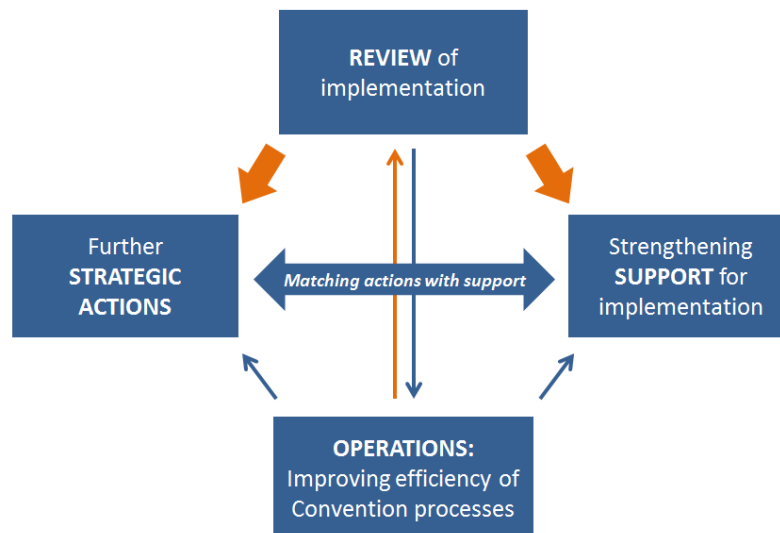 REVIEW of
implementation
Further
STRATEGIC
ACTIONS
Matching actions with support
Strengthening
SUPPORT for
implementation
OPERATIONS:
Improving efficiency of
Convention processes